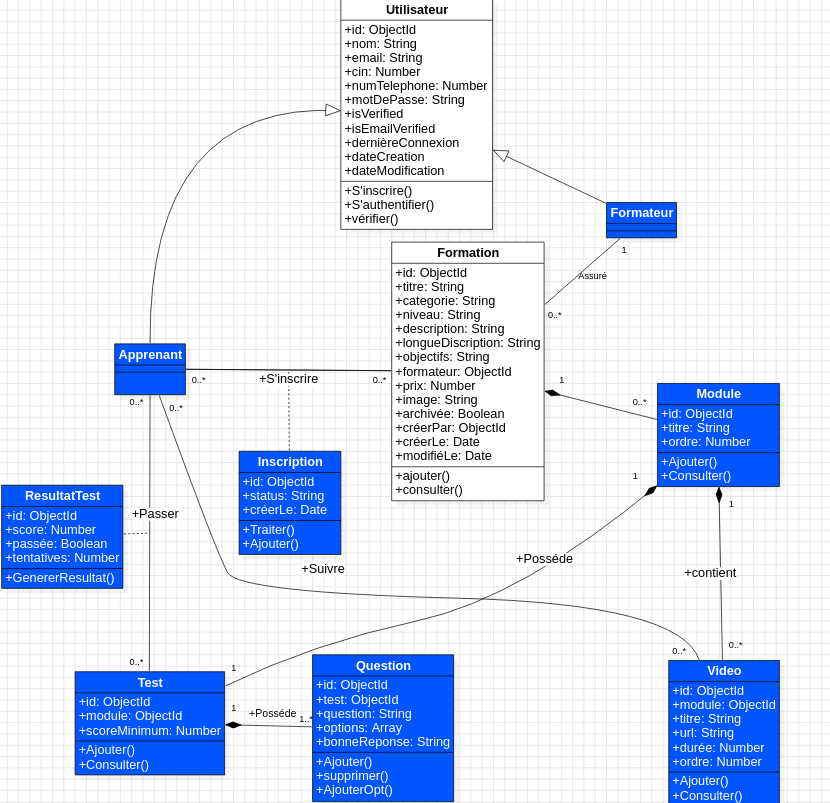 Utilisateur
+id: ObjectId
+nom: String
+email: String
+cin: Number
+numTelephone: Number
+motDePasse: String
+isVerified
+isEmailVerified
+dernièreConnexion
+dateCreation
+dateModification
+S'inscrire()
+S'authentifier()
+vérifier()
Formateur
1
Assuré
0..*
Formation
+id: ObjectId
+titre: String
+categorie: String
+niveau: String
+description: String
+longueDiscription: String
+objectifs: String
+formateur: ObjectId
+prix: Number
+image: String
+archivée: Boolean
+créerPar: ObjectId
+créerLe: Date
+modifiéLe: Date
+ajouter()
+consulter()
Apprenant
0..*
+S'inscrire
0..*
0..*
0..*
1
0..*
Module
+id: ObjectId
+titre: String
+ordre: Number
+Ajouter()
+Consulter()
1
1
Inscription
+id: ObjectId
+status: String
+créerLe: Date
+Traiter()
+Ajouter()
ResultatTest
+id: ObjectId
+score: Number
+passée: Boolean
+tentatives: Number
+GenererResultat()
+Passer
+Suivre
+Posséde
+contient
0..*
1
0..*
0..*
Test
+id: ObjectId
+module: ObjectId
+scoreMinimum: Number
+Ajouter()
+Consulter()
1
+Posséde
1..*
Question
+id: ObjectId
+test: ObjectId
+question: String
+options: Array
+bonneReponse: String
+Ajouter()
+supprimer()
+AjouterOpt()
Video
+id: ObjectId
+module: ObjectId
+titre: String
+url: String
+durée: Number
+ordre: Number
+Ajouter()
+Consulter()